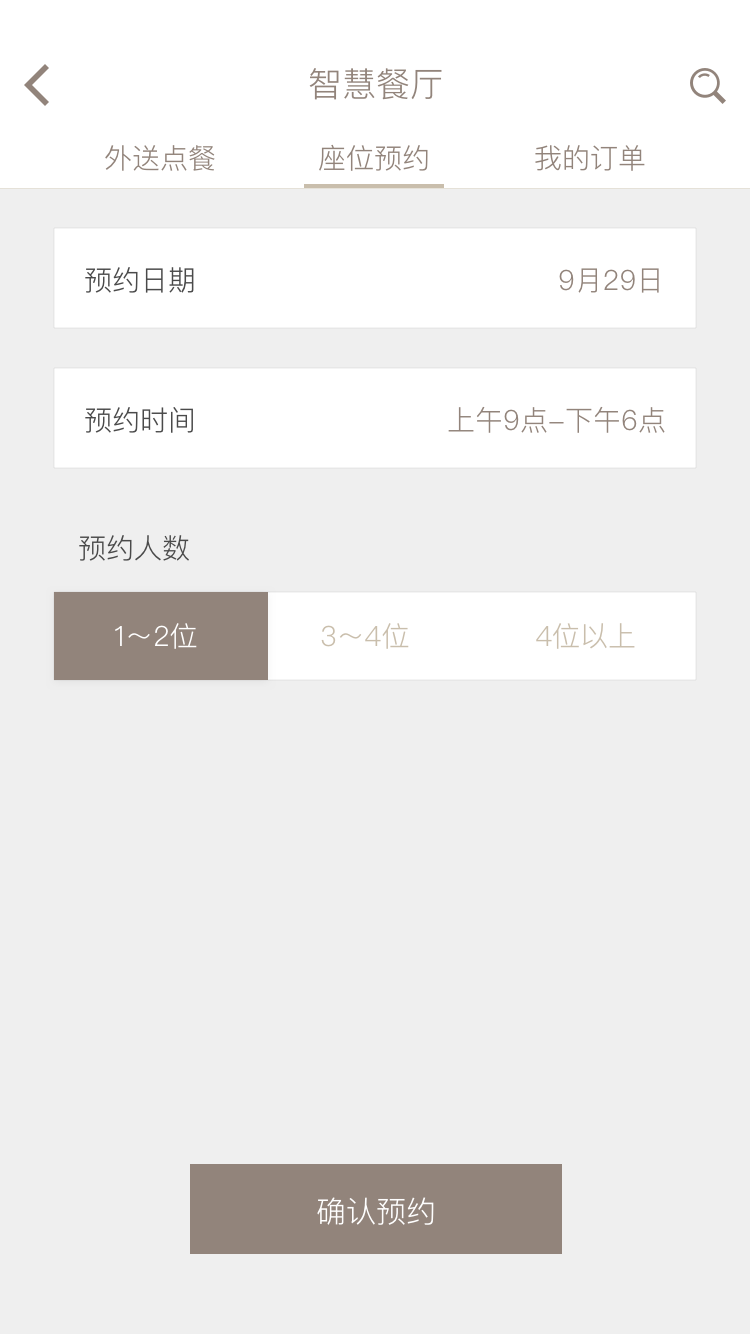 智慧餐厅
外送点餐 座位预约 我的订单
预约日期 9月29日
预约时间 上午9点–下午6点
预约人数
1～2位 3～4位 4位以上
确认预约